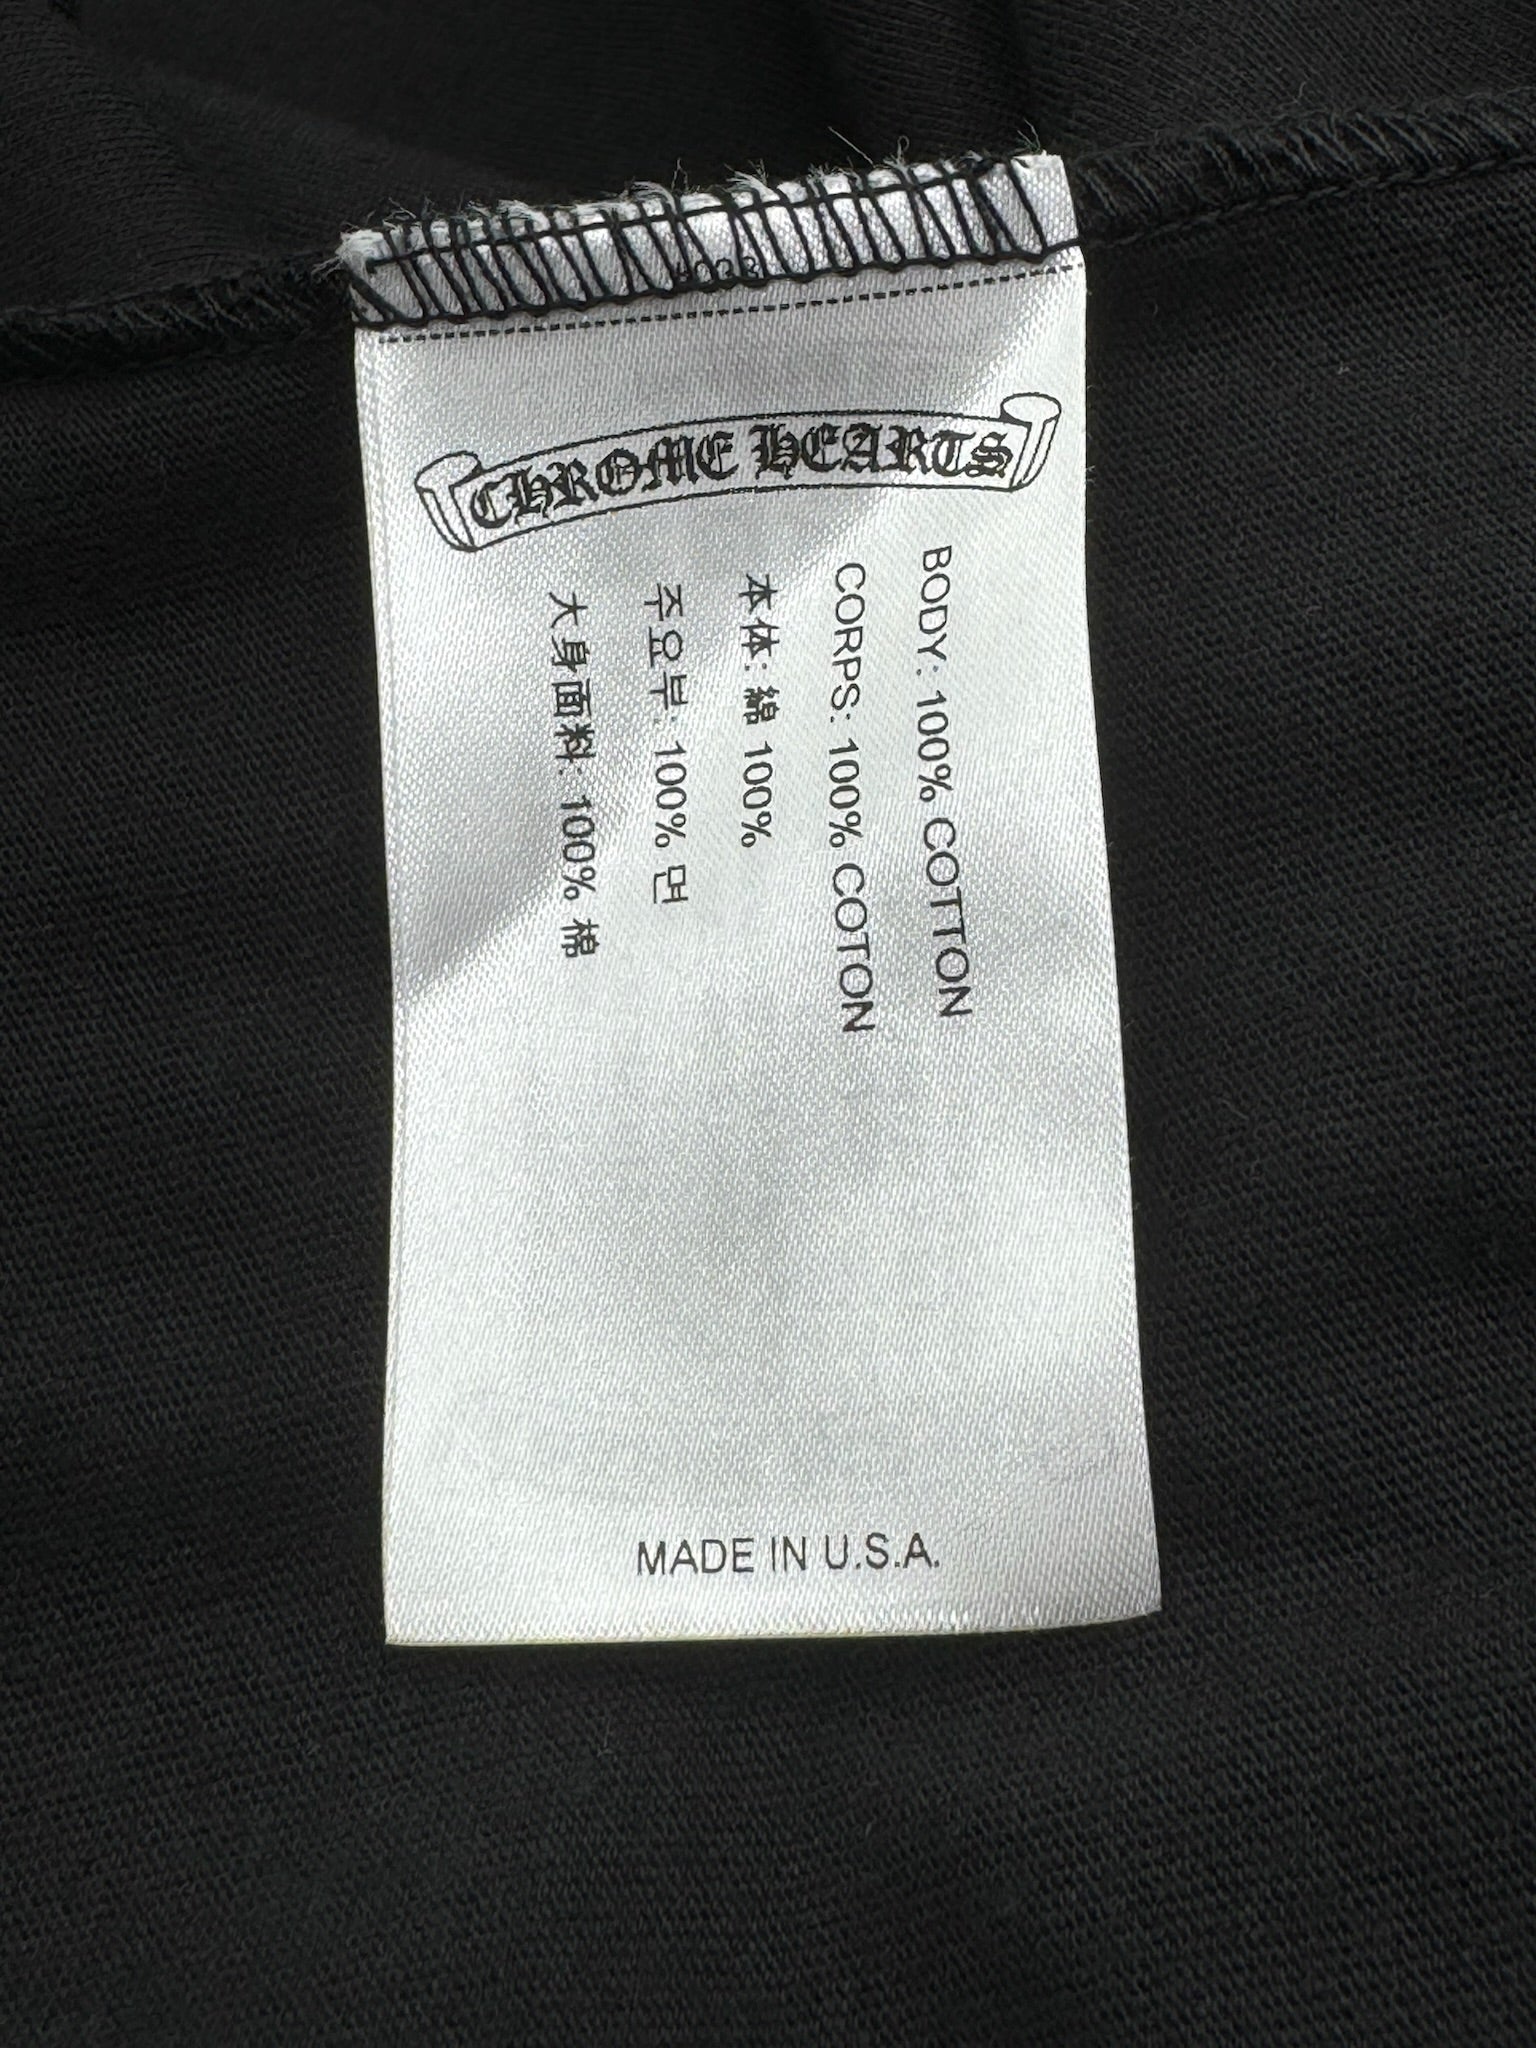 CHROME HEARTS
BODY: 100% COTTON
CORPS: 100% COTON
本体: 綿 100%
주요부: 100% 면
大身面料: 100% 棉
MADE IN U.S.A.